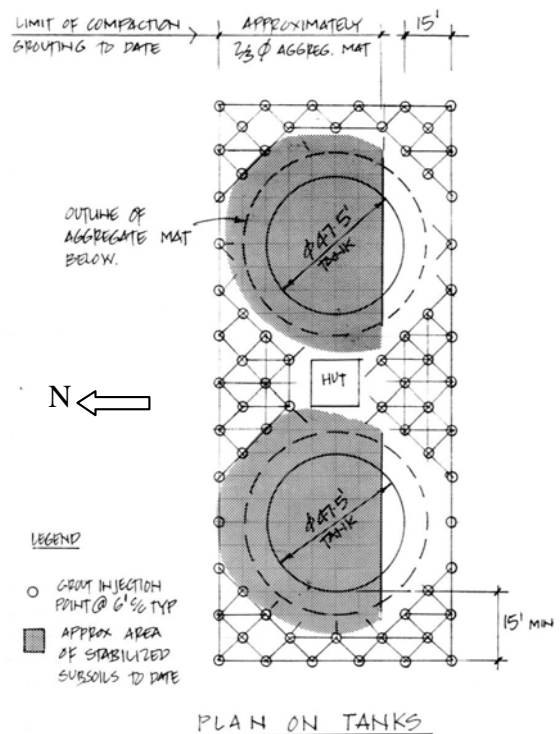 LIMIT OF COMPACTION
GROUTING TO DATE
APPROXIMATELY
2/3 Φ AGGREG. MAT
15'
OUTLINE OF
AGGREGATE MAT
BELOW.
Φ47.5'
TANK
HUT
N
Φ47.5'
TANK
LEGEND
GROUT INJECTION
POINT @ 6' C/C TYP
APPROX AREA
OF STABILIZED
SUBSOILS TO DATE
15' MIN
PLAN ON TANKS